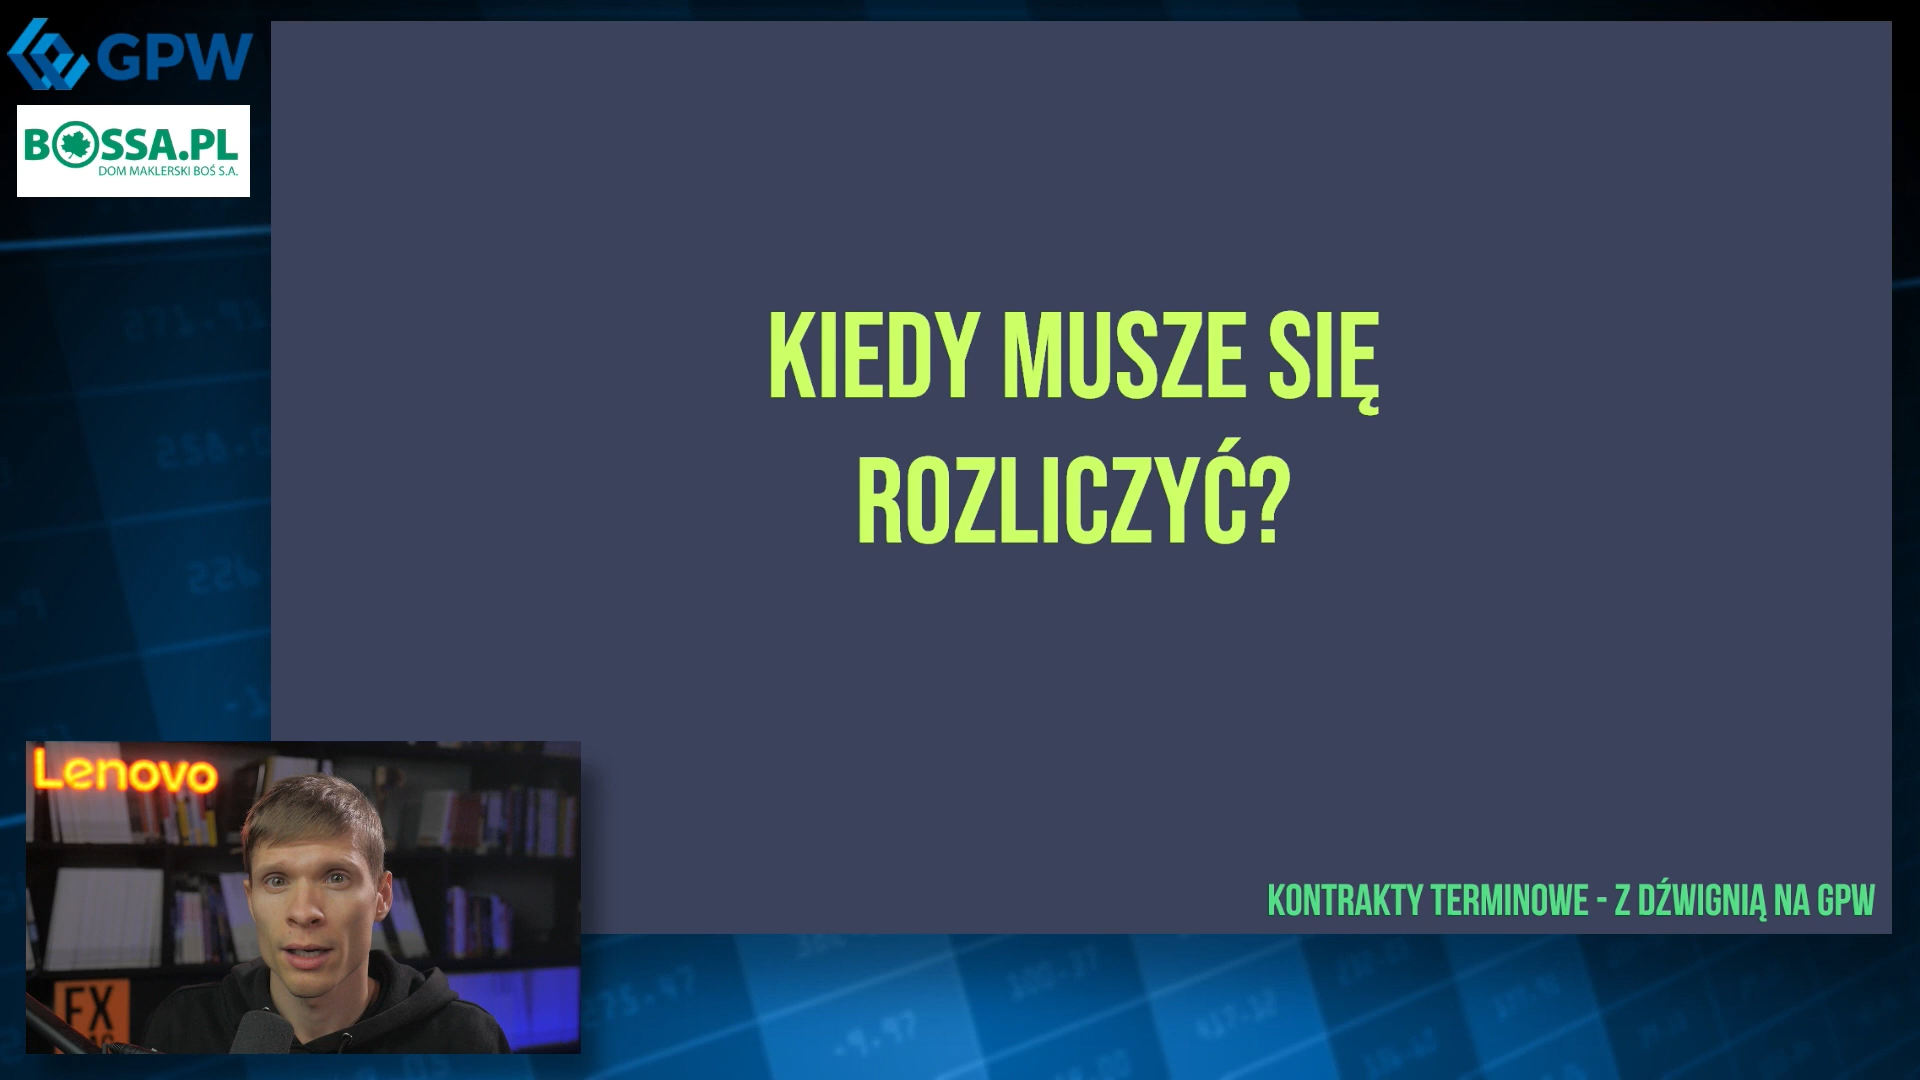 GPW
BOSSA.PL
DOM MAKLERSKI BOŚ S.A.
KIEDY MUSZE SIĘ
ROZLICZYĆ?
Lenovo
FX
KONTRAKTY TERMINOWE - Z DŹWIGNIĄ NA GPW